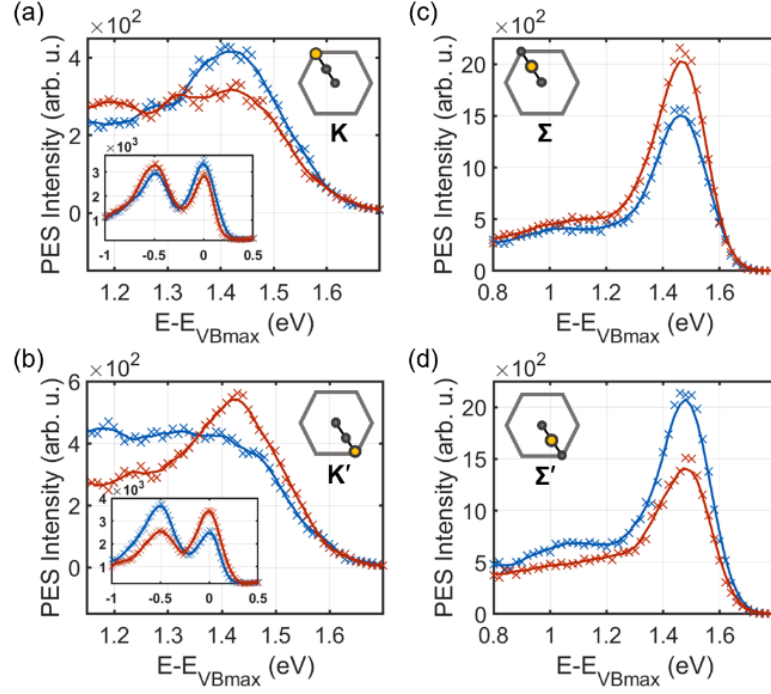 (a)
×10²
PES Intensity (arb. u.)
4
2
0
K
×10³
3
2
1
-1 -0.5 0 0.5
1.2 1.3 1.4 1.5 1.6
E-E_VBmax (eV)
(c)
×10²
PES Intensity (arb. u.)
20
15
10
5
0
Σ
0.8 1 1.2 1.4 1.6
E-E_VBmax (eV)
(b)
×10²
PES Intensity (arb. u.)
6
4
2
0
K′
×10³
4
3
2
1
-1 -0.5 0 0.5
1.2 1.3 1.4 1.5 1.6
E-E_VBmax (eV)
(d)
×10²
PES Intensity (arb. u.)
20
15
10
5
0
Σ′
0.8 1 1.2 1.4 1.6
E-E_VBmax (eV)